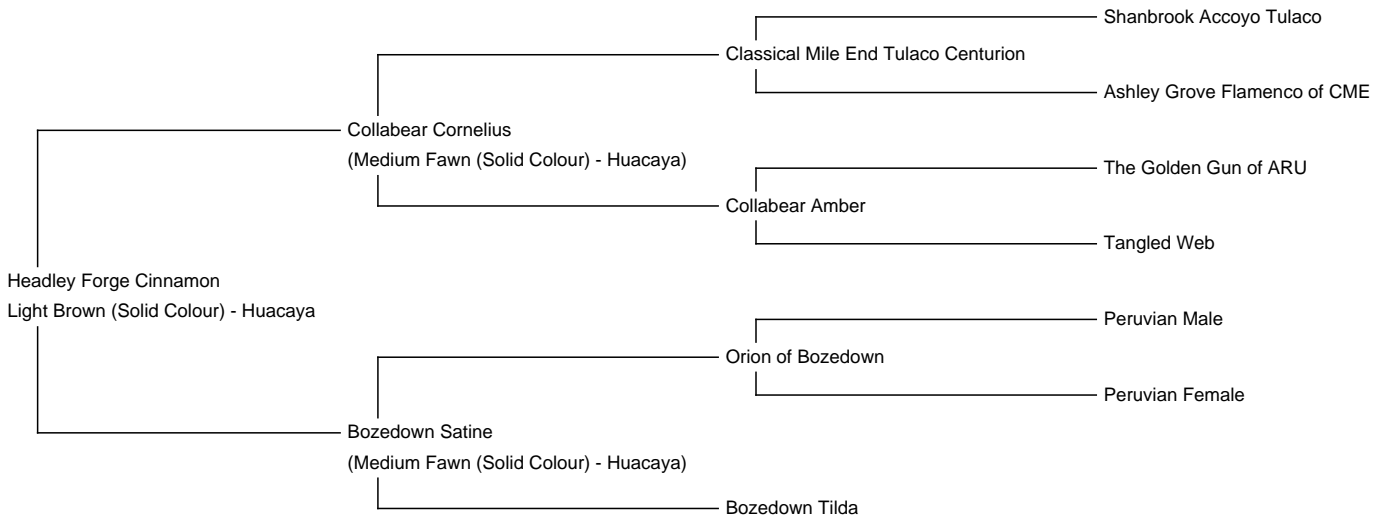 Shanbrook Accoyo Tulaco
Classical Mile End Tulaco Centurion
Ashley Grove Flamenco of CME
Collabear Cornelius
(Medium Fawn (Solid Colour) - Huacaya)
The Golden Gun of ARU
Collabear Amber
Tangled Web
Headley Forge Cinnamon
Light Brown (Solid Colour) - Huacaya
Peruvian Male
Orion of Bozedown
Peruvian Female
Bozedown Satine
(Medium Fawn (Solid Colour) - Huacaya)
Bozedown Tilda